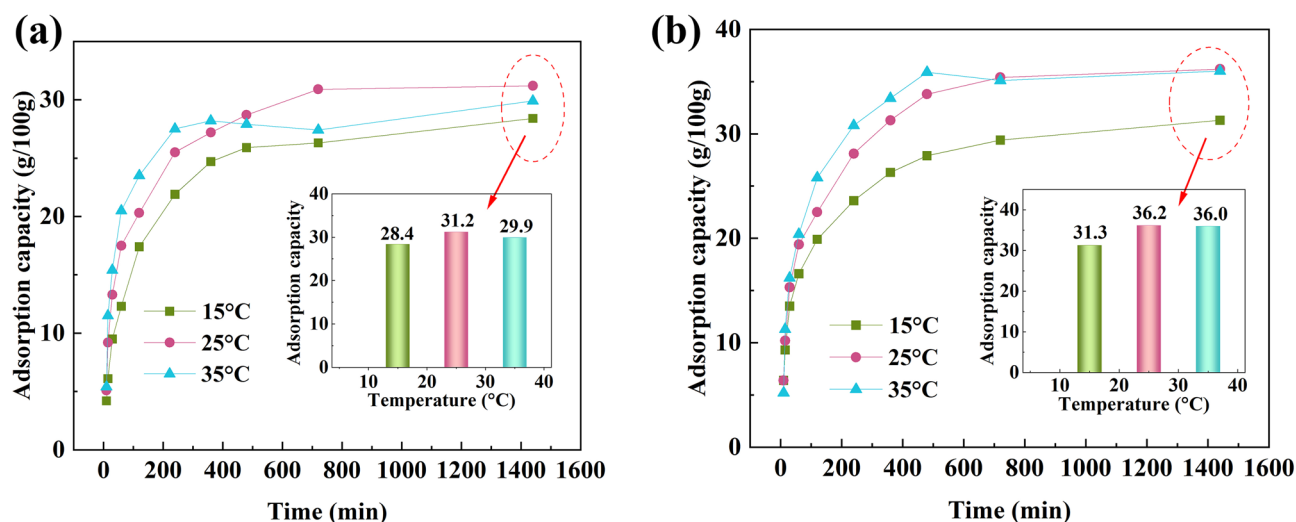 (a)
Adsorption capacity (g/100g)
30
20
10
0
0 200 400 600 800 1000 1200 1400 1600
Time (min)
15°C
25°C
35°C
Adsorption capacity
40
30
20
10
0
28.4 31.2 29.9
10 20 30 40
Temperature (°C)
(b)
Adsorption capacity (g/100g)
40
30
20
10
0
0 200 400 600 800 1000 1200 1400 1600
Time (min)
15°C
25°C
35°C
Adsorption capacity
40
30
20
10
0
31.3 36.2 36.0
10 20 30 40
Temperature (°C)